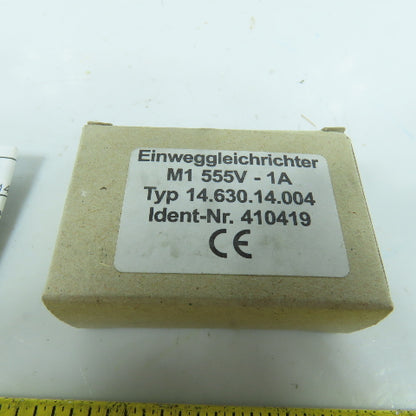 Einweggleichrichter
M1 555V - 1A
Typ 14.630.14.004
Ident-Nr. 410419
CE